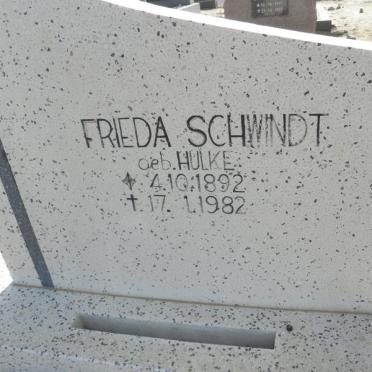 FRIEDA SCHWINDT
geb. HULKE
* 4.10.1892
† 17. 1.1982